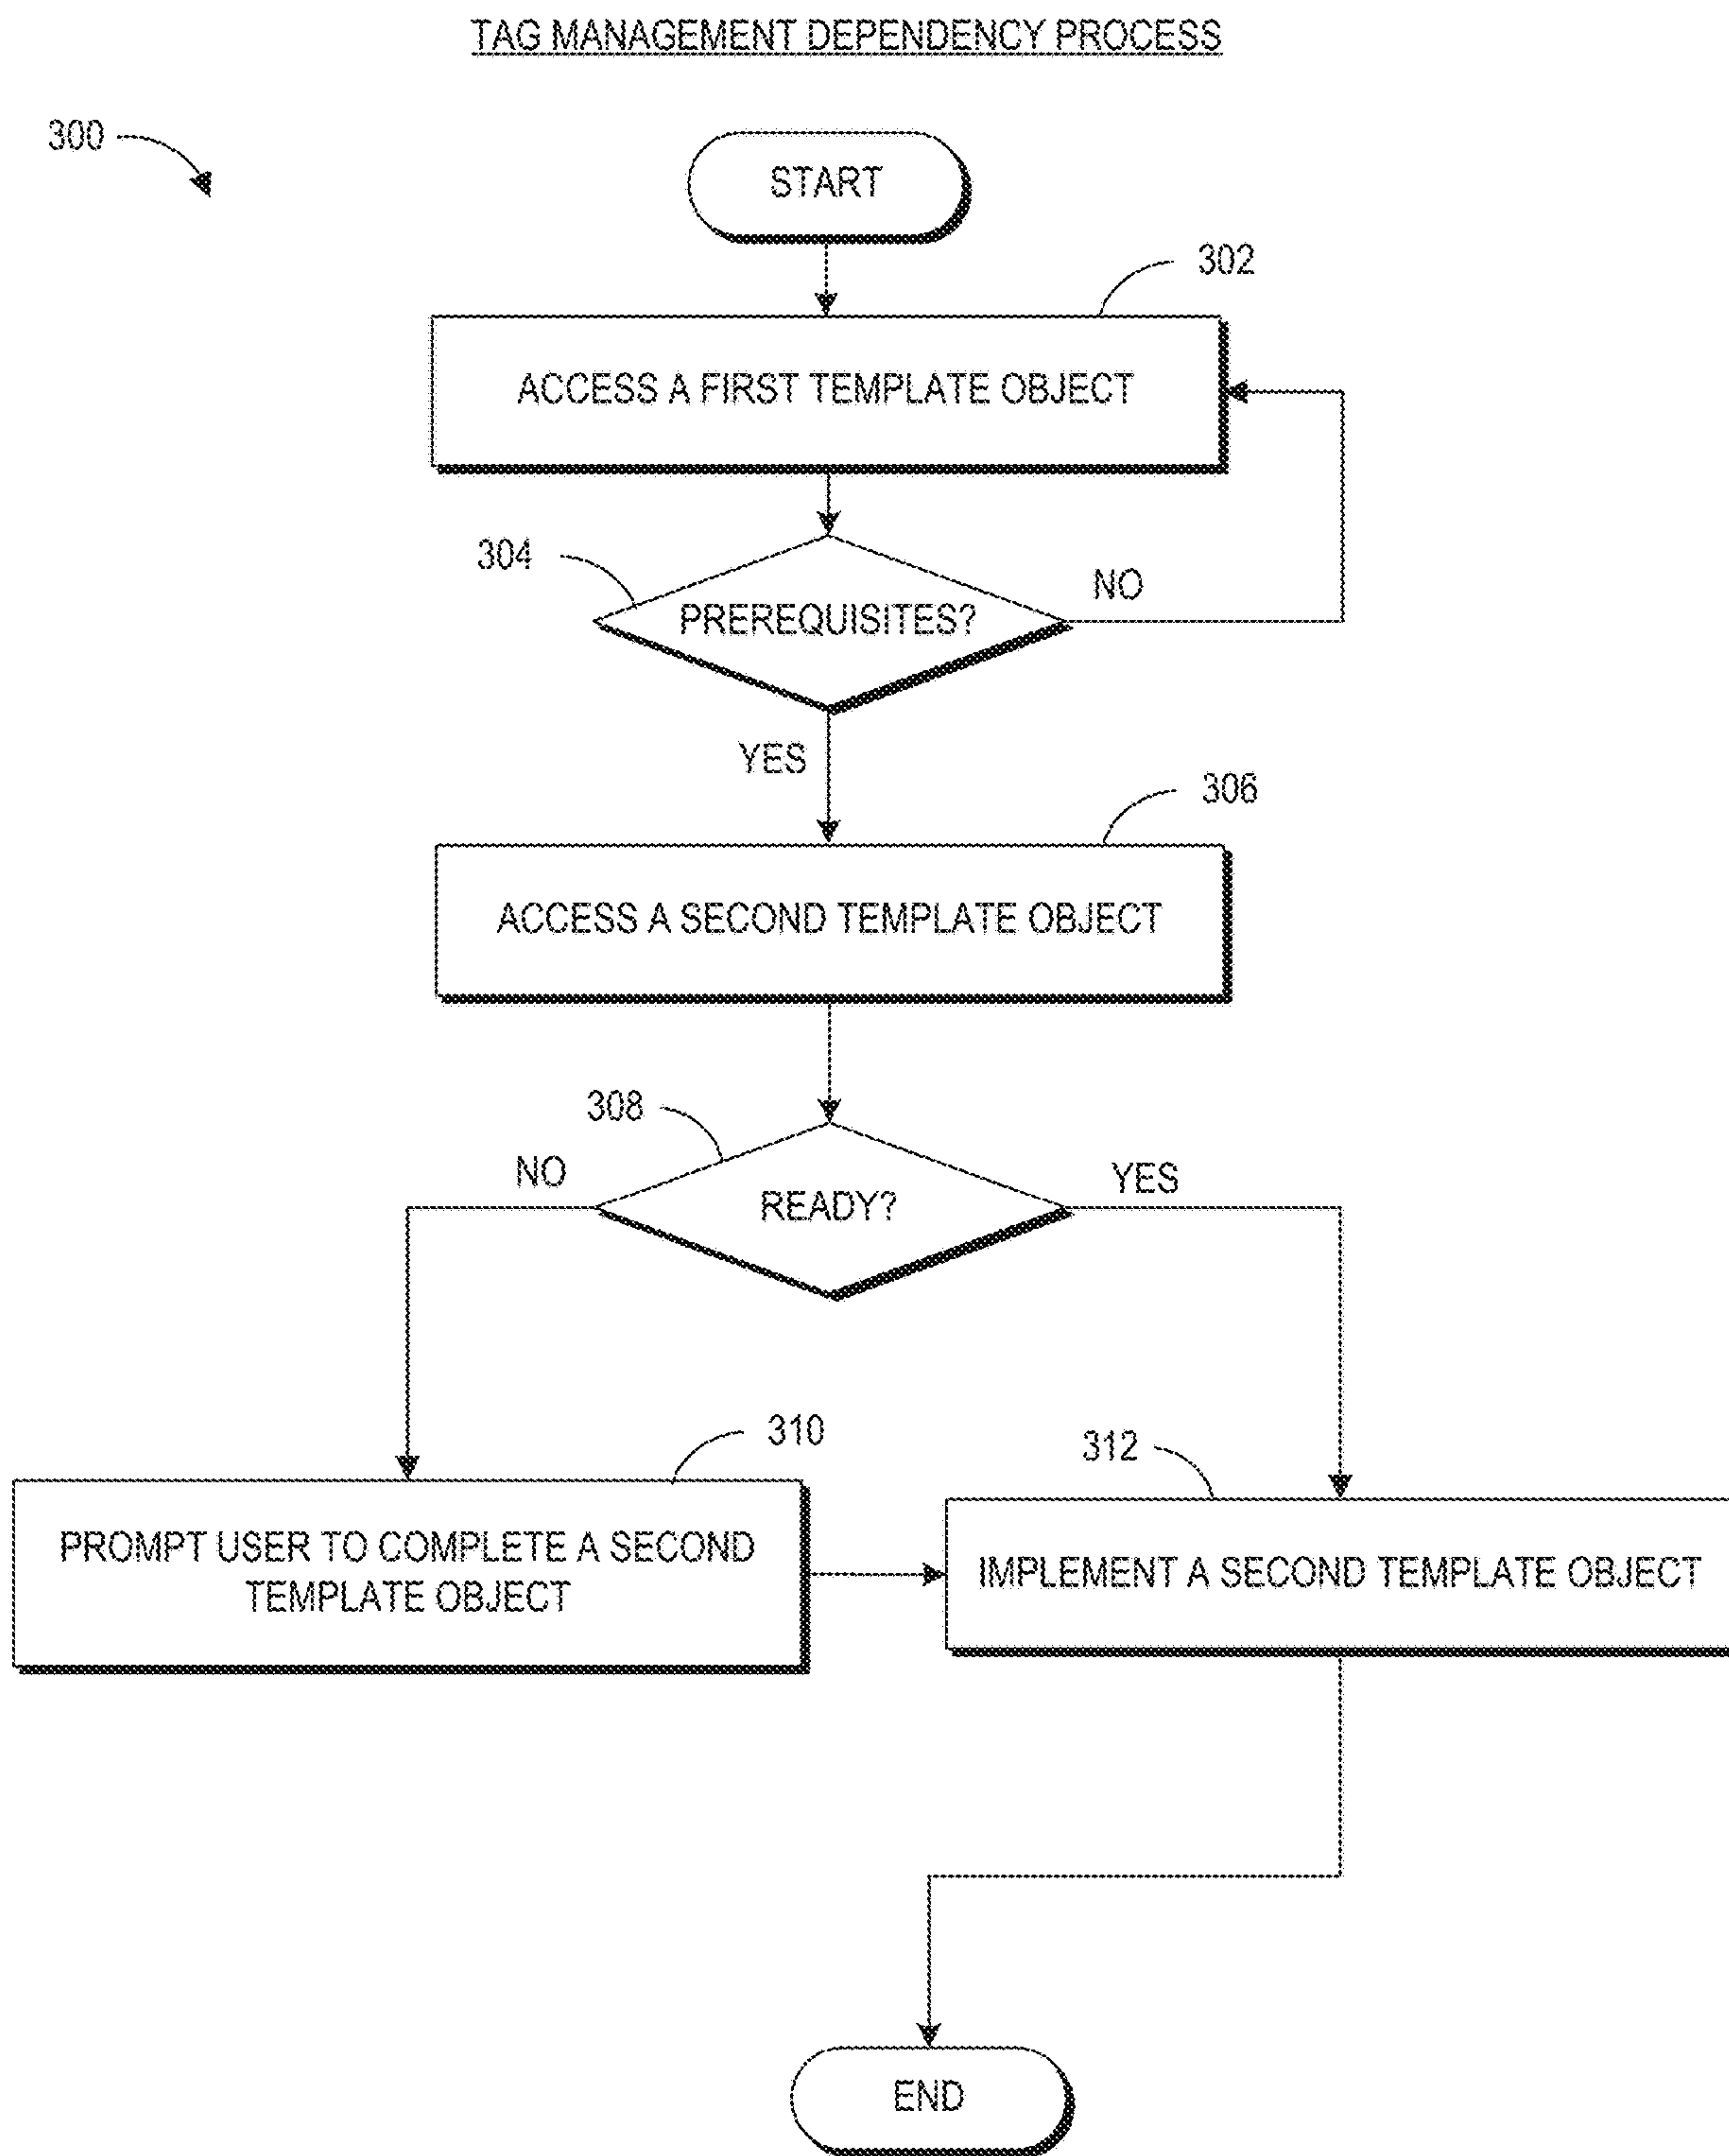 TAG MANAGEMENT DEPENDENCY PROCESS
300
START
302
ACCESS A FIRST TEMPLATE OBJECT
304
PREREQUISITES?
NO
YES
306
ACCESS A SECOND TEMPLATE OBJECT
308
NO
READY?
YES
310
312
PROMPT USER TO COMPLETE A SECOND
TEMPLATE OBJECT
IMPLEMENT A SECOND TEMPLATE OBJECT
END